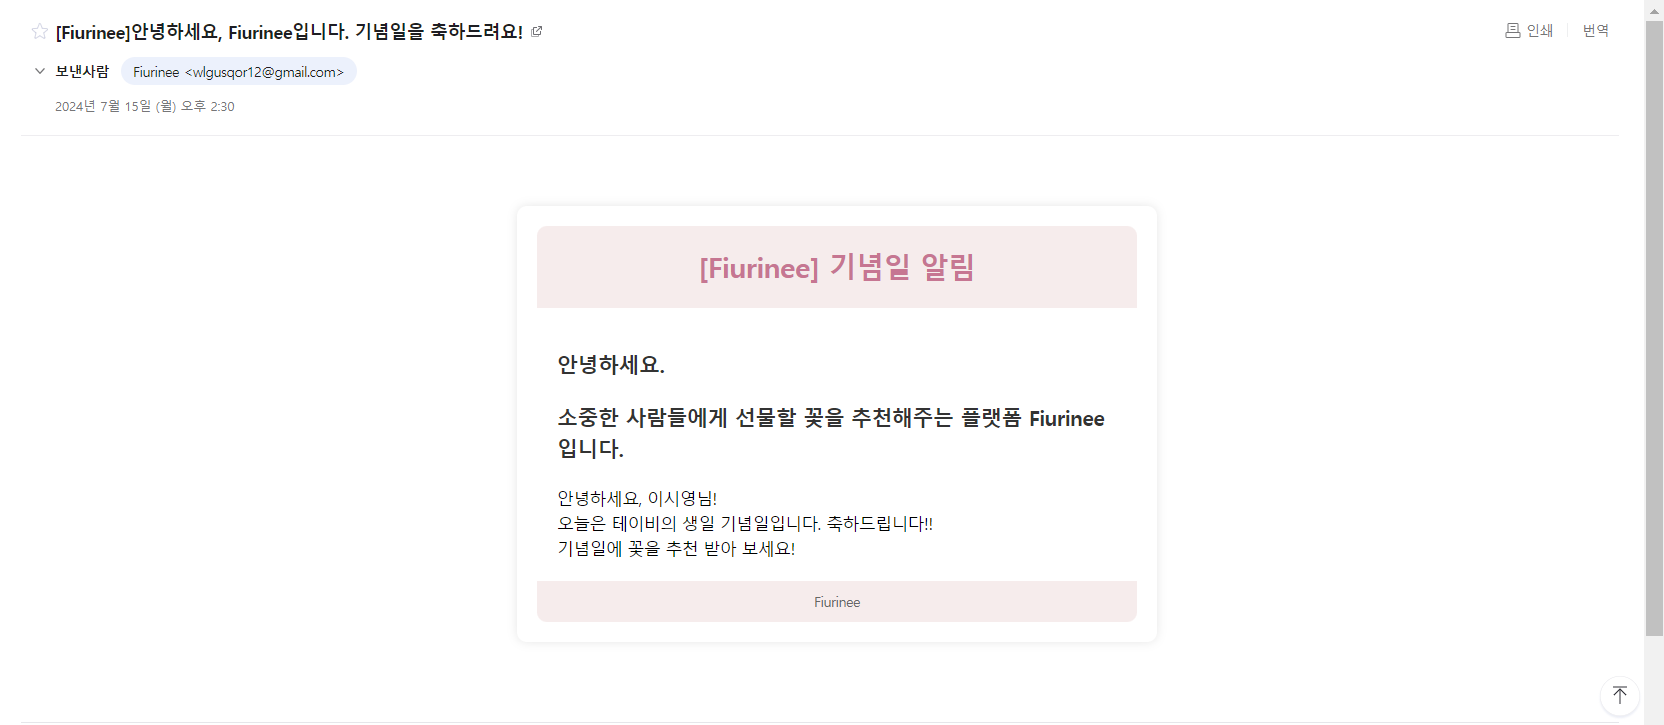 [Fiurinee]안녕하세요, Fiurinee입니다. 기념일을 축하드려요!
인쇄 번역
보낸사람 Fiurinee <wlgusqor12@gmail.com>
2024년 7월 15일 (월) 오후 2:30
[Fiurinee] 기념일 알림
안녕하세요.
소중한 사람들에게 선물할 꽃을 추천해주는 플랫폼 Fiurinee
입니다.
안녕하세요, 이시영님!
오늘은 테이비의 생일 기념일입니다. 축하드립니다!!
기념일에 꽃을 추천 받아 보세요!
Fiurinee